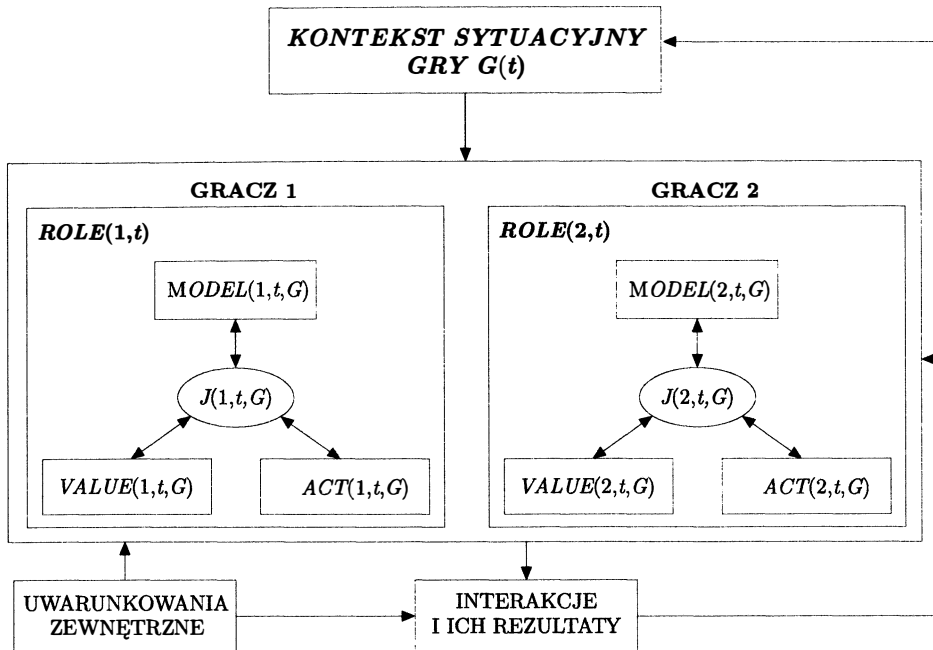 KONTEKST SYTUACYJNY
GRY G(t)
GRACZ 1
GRACZ 2
ROLE(1,t)
ROLE(2,t)
MODEL(1,t,G)
MODEL(2,t,G)
J(1,t,G)
J(2,t,G)
VALUE(1,t,G)
ACT(1,t,G)
VALUE(2,t,G)
ACT(2,t,G)
UWARUNKOWANIA
ZEWNĘTRZNE
INTERAKCJE
I ICH REZULTATY